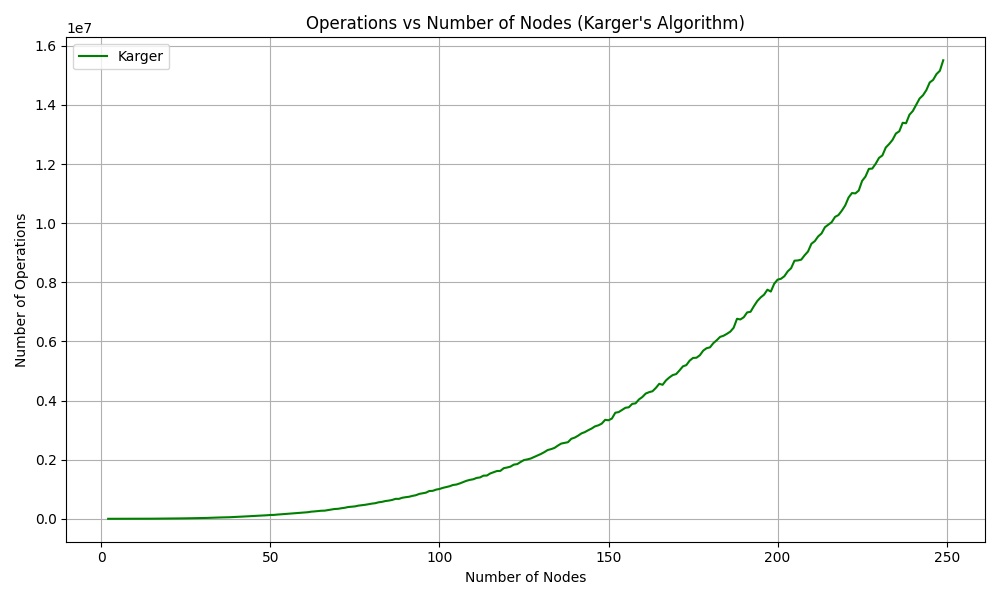 Operations vs Number of Nodes (Karger's Algorithm)
1e7
Karger
1.6
1.4
1.2
1.0
0.8
0.6
0.4
0.2
0.0
Number of Operations
0 50 100 150 200 250
Number of Nodes